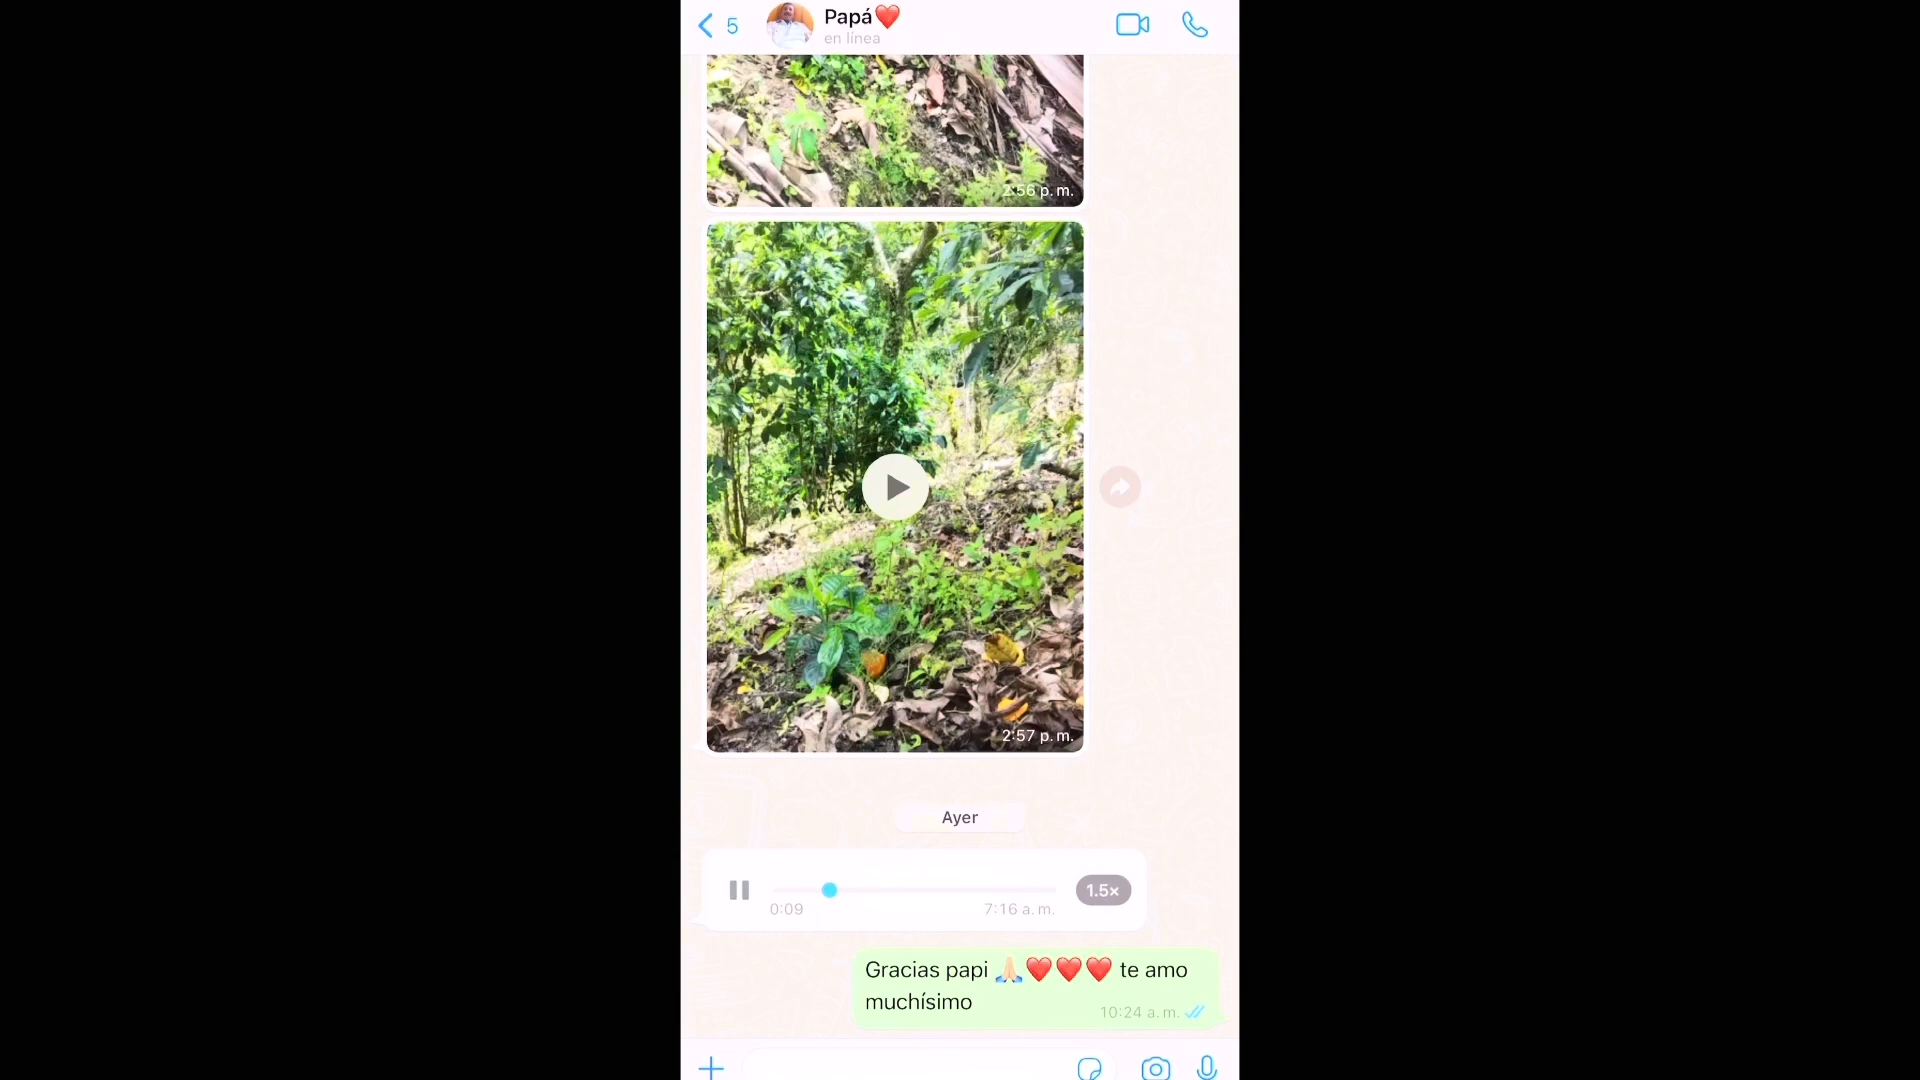 5
Papá❤️
en línea
2:56 p. m.
2:57 p. m.
Ayer
1.5×
0:09
7:16 a. m.
Gracias papi 🙏🏻❤️❤️❤️ te amo
muchísimo
10:24 a. m.